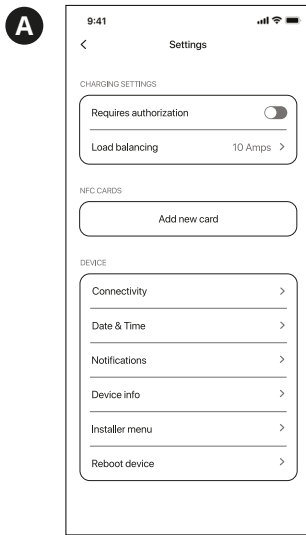 A
9:41
Settings
CHARGING SETTINGS
Requires authorization
Load balancing 10 Amps
NFC CARDS
Add new card
DEVICE
Connectivity
Date & Time
Notifications
Device info
Installer menu
Reboot device